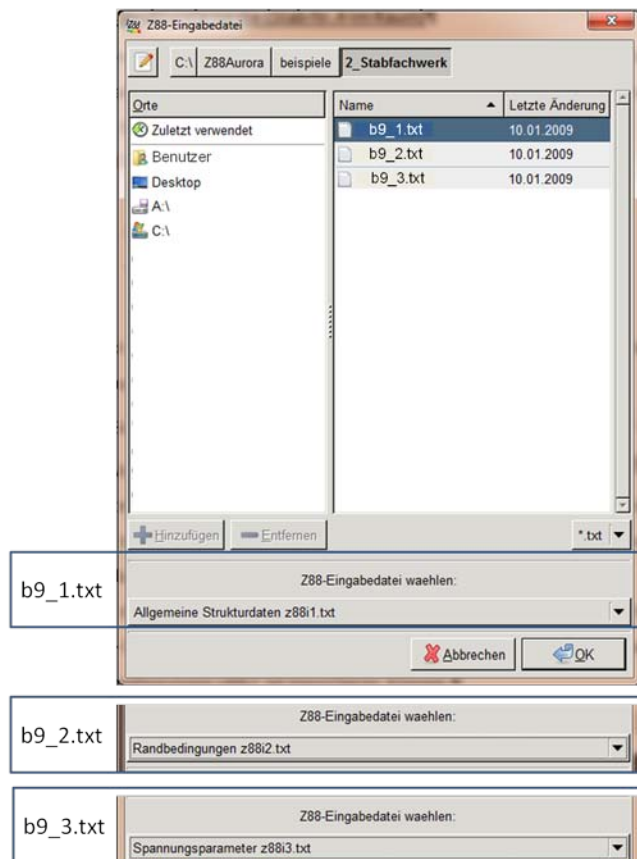 Z88-Eingabedatei
C:\ Z88Aurora beispiele 2_Stabfachwerk
Orte
Zuletzt verwendet
Benutzer
Desktop
A:\
C:\
Name Letzte Änderung
b9_1.txt 10.01.2009
b9_2.txt 10.01.2009
b9_3.txt 10.01.2009
Hinzufügen Entfernen *.txt
b9_1.txt
Z88-Eingabedatei waehlen:
Allgemeine Strukturdaten z88i1.txt
Abbrechen OK
b9_2.txt
Z88-Eingabedatei waehlen:
Randbedingungen z88i2.txt
b9_3.txt
Z88-Eingabedatei waehlen:
Spannungsparameter z88i3.txt